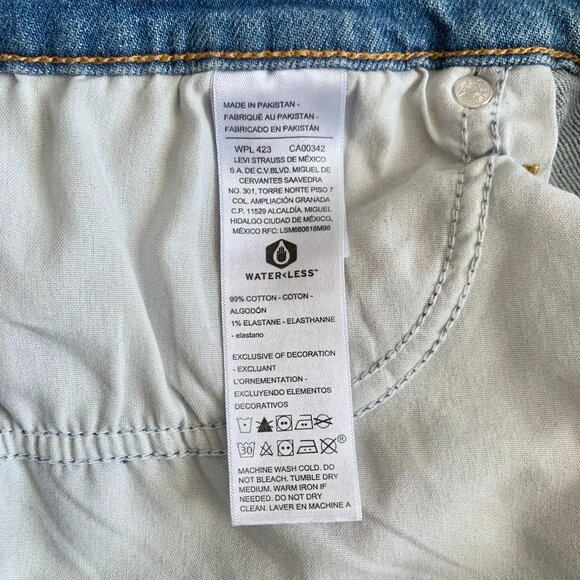 MADE IN PAKISTAN -
FABRIQUÉ AU PAKISTAN -
FABRICADO EN PAKISTÁN
WPL 423 CA00342
LEVI STRAUSS DE MÉXICO
S.A. DE C.V.BLVD. MIGUEL DE
CERVANTES SAAVEDRA
NO. 301, TORRE NORTE PISO 7
COL. AMPLIACIÓN GRANADA
C.P. 11529 ALCALDÍA. MIGUEL
HIDALGO CIUDAD DE MÉXICO,
MÉXICO RFC: LSM660618M98
WATER<LESS™
99% COTTON - COTON -
ALGODÓN
1% ELASTANE - ELASTHANNE
- elastano
EXCLUSIVE OF DECORATION
- EXCLUANT
L'ORNEMENTATION -
EXCLUYENDO ELEMENTOS
DECORATIVOS
30 ®
MACHINE WASH COLD. DO
NOT BLEACH. TUMBLE DRY
MEDIUM. WARM IRON IF
NEEDED. DO NOT DRY
CLEAN. LAVER EN MACHINE A